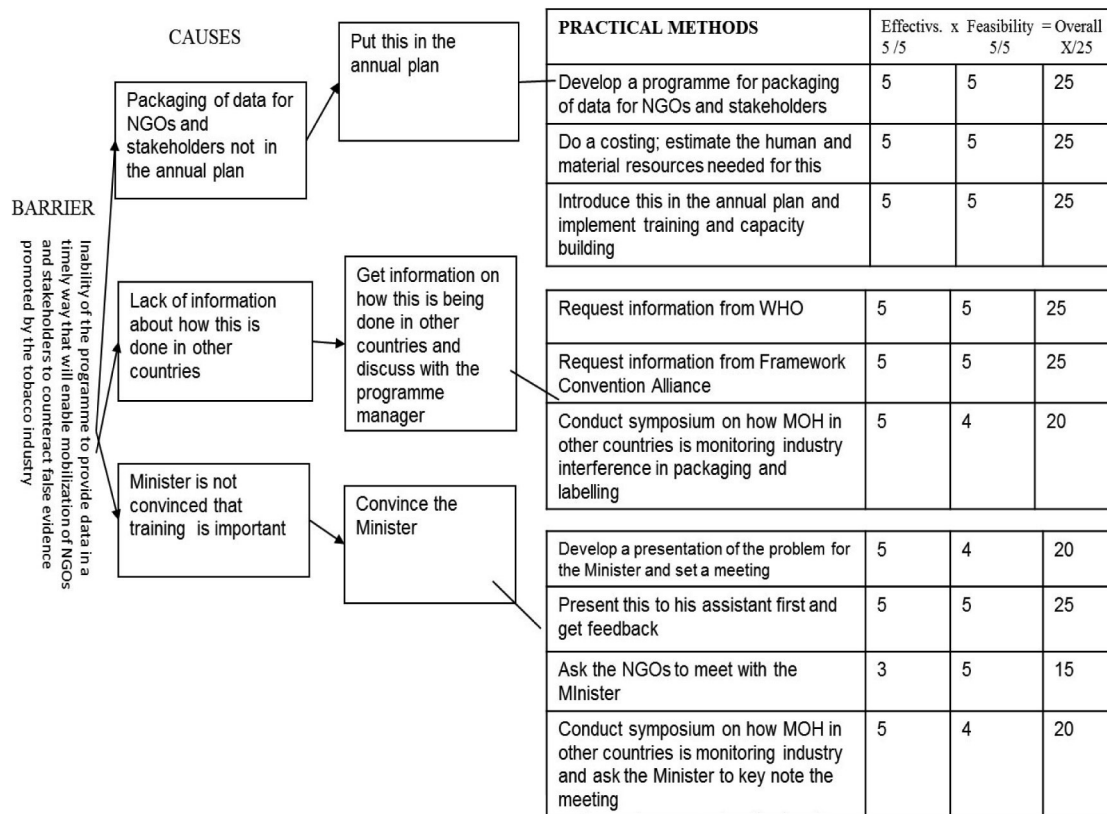 CAUSES
Put this in the
annual plan
Packaging of data for
NGOs and
stakeholders not in
the annual plan
BARRIER
Inability of the programme to provide data in a
timely way that will enable mobilization of NGOs
and stakeholders to counteract false evidence
promoted by the tobacco industry
Lack of information
about how this is
done in other
countries
Get information on
how this is being
done in other
countries and
discuss with the
programme
manager
Minister is not
convinced that
training is important
Convince the
Minister
PRACTICAL METHODS
Effectivs. x Feasibility = Overall
5 /5 5/5 X/25
Develop a programme for packaging 5 5 25
of data for NGOs and stakeholders
Do a costing; estimate the human and 5 5 25
material resources needed for this
Introduce this in the annual plan and 5 5 25
implement training and capacity
building
Request information from WHO 5 5 25
Request information from Framework 5 5 25
Convention Alliance
Conduct symposium on how MOH in 5 4 20
other countries is monitoring industry
interference in packaging and
labelling
Develop a presentation of the problem for 5 4 20
the Minister and set a meeting
Present this to his assistant first and 5 5 25
get feedback
Ask the NGOs to meet with the 3 5 15
MInister
Conduct symposium on how MOH in 5 4 20
other countries is monitoring industry
and ask the Minister to key note the
meeting